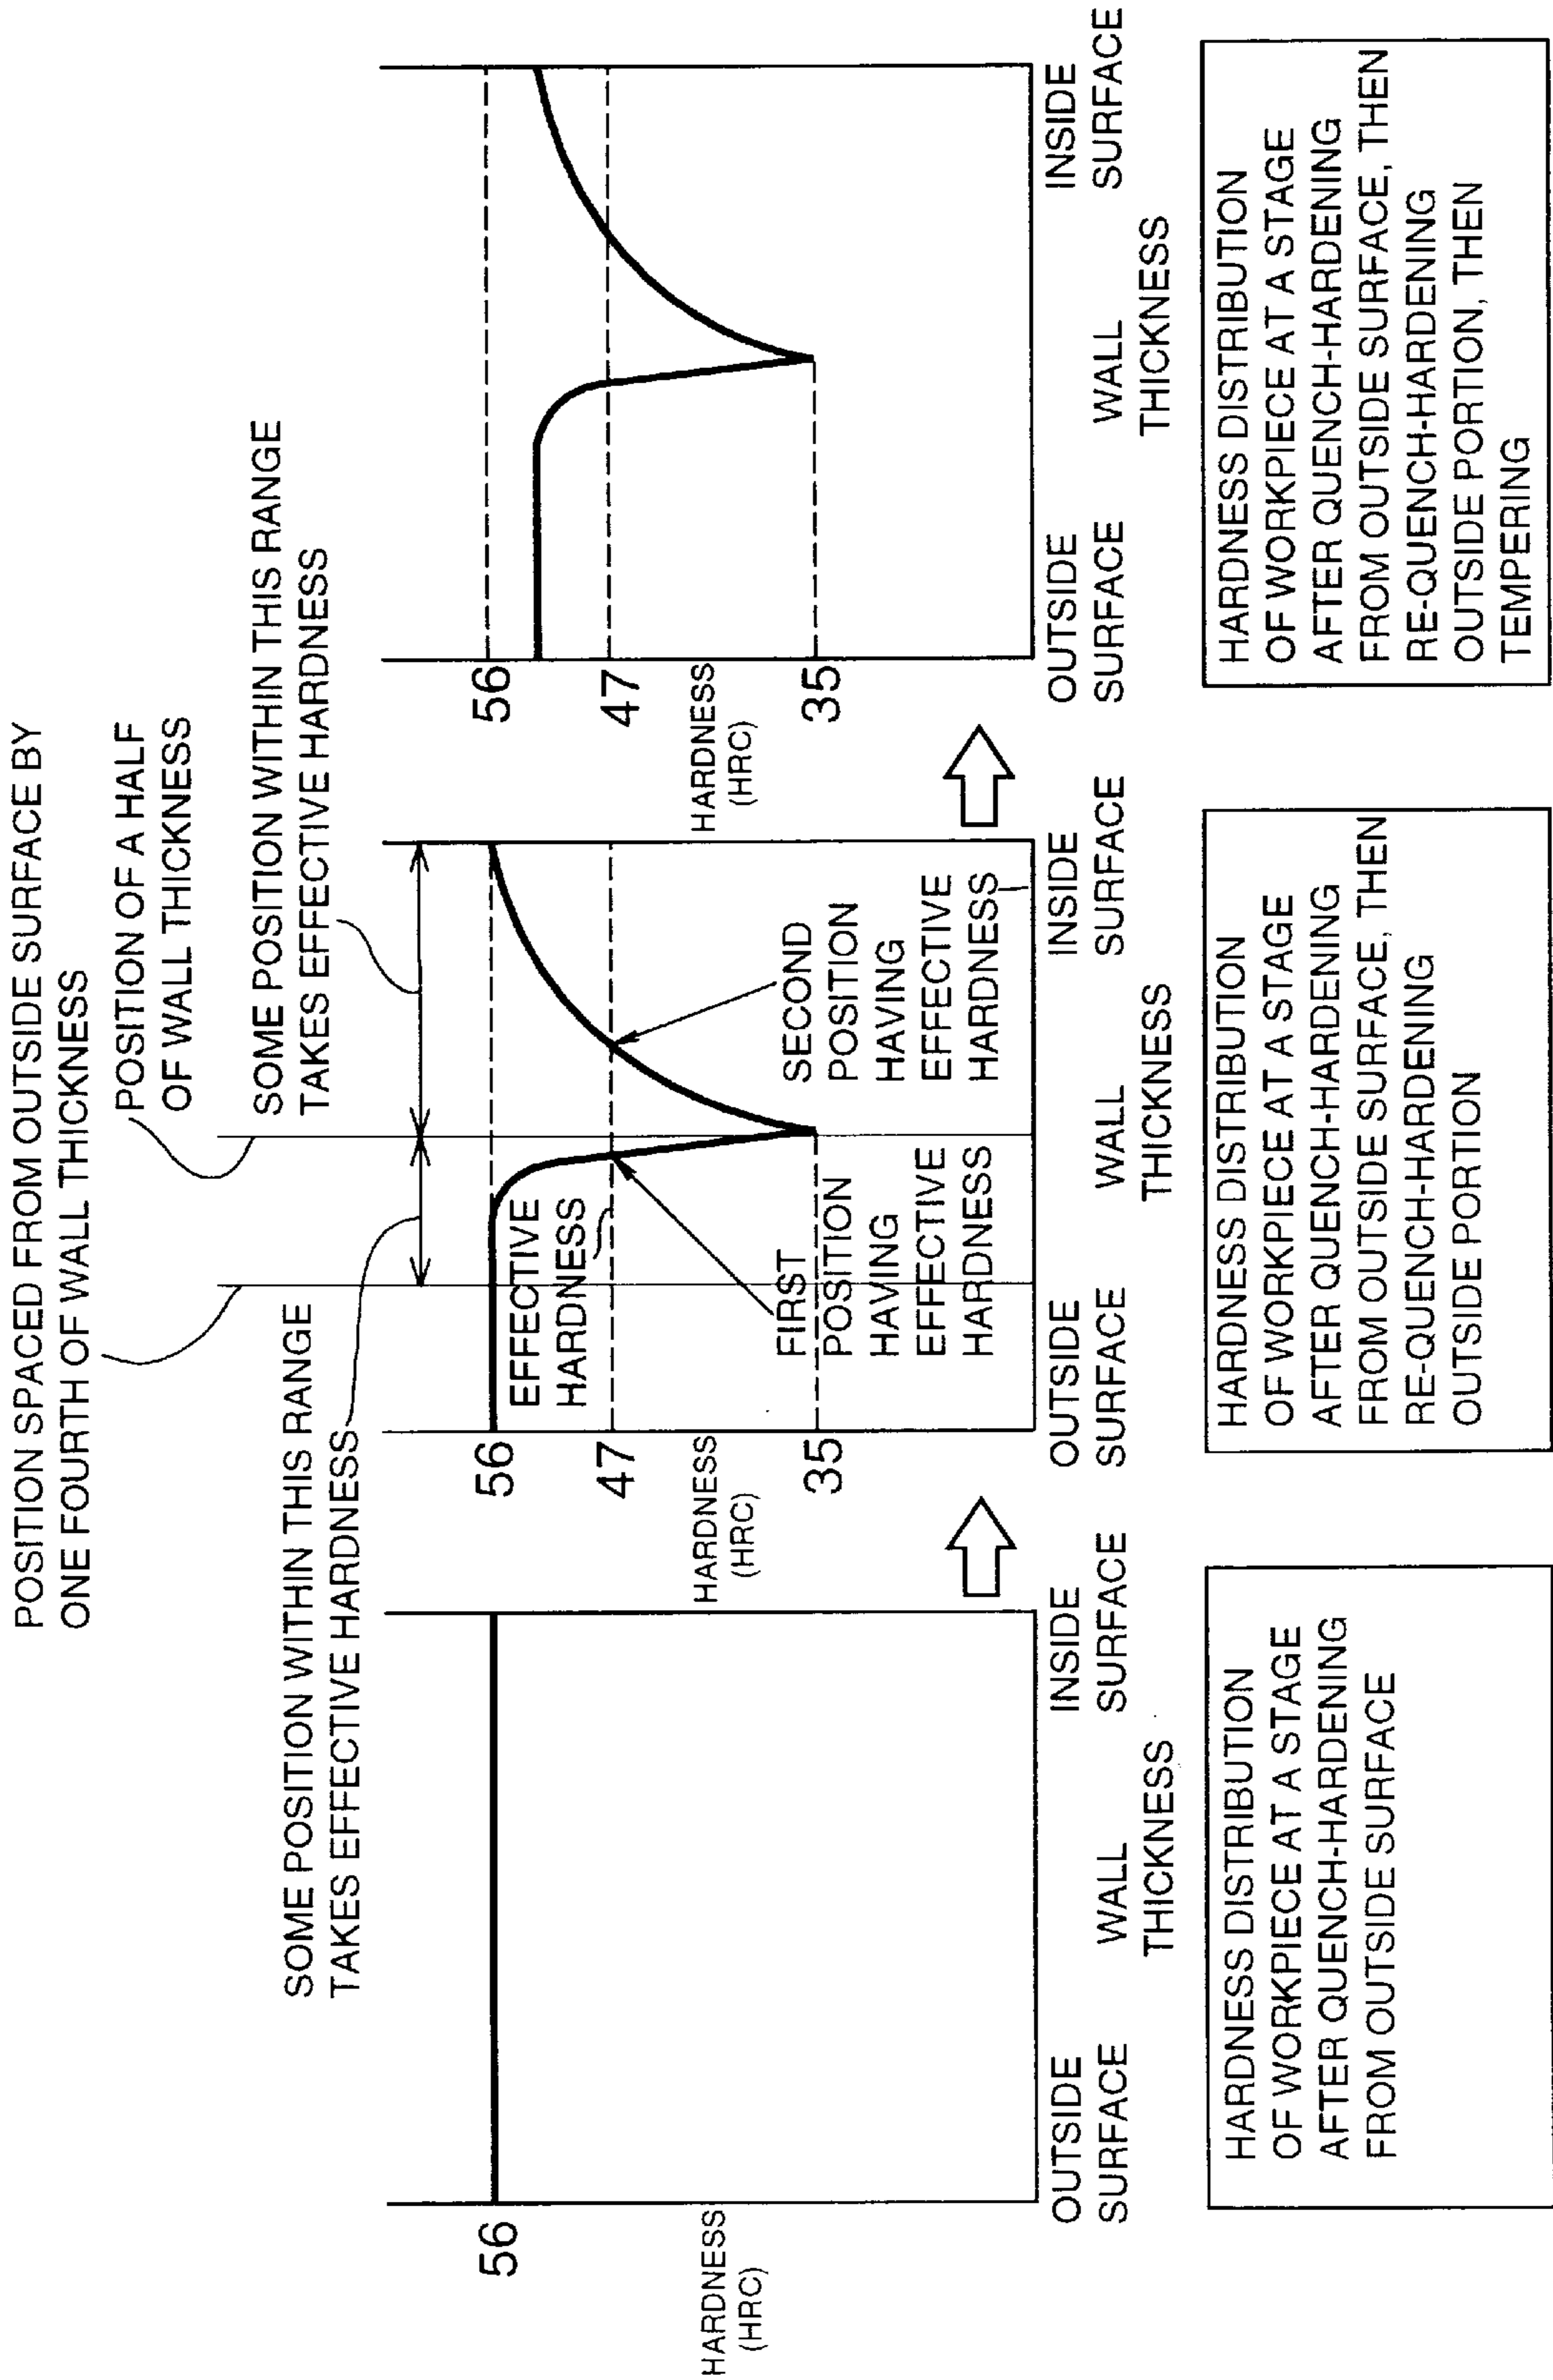 POSITION SPACED FROM OUTSIDE SURFACE BY
ONE FOURTH OF WALL THICKNESS
POSITION OF A HALF
OF WALL THICKNESS
SOME POSITION WITHIN THIS RANGE
TAKES EFFECTIVE HARDNESS
SOME POSITION WITHIN THIS RANGE
TAKES EFFECTIVE HARDNESS
56
HARDNESS
(HRC)
OUTSIDE
SURFACE
WALL
THICKNESS
INSIDE
SURFACE
HARDNESS DISTRIBUTION
OF WORKPIECE AT A STAGE
AFTER QUENCH-HARDENING
FROM OUTSIDE SURFACE
56
47
HARDNESS
(HRC)
35
EFFECTIVE
HARDNESS
FIRST
POSITION
HAVING
EFFECTIVE
HARDNESS
SECOND
POSITION
HAVING
EFFECTIVE
HARDNESS
OUTSIDE
SURFACE
WALL
THICKNESS
INSIDE
SURFACE
HARDNESS DISTRIBUTION
OF WORKPIECE AT A STAGE
AFTER QUENCH-HARDENING
FROM OUTSIDE SURFACE, THEN
RE-QUENCH-HARDENING
OUTSIDE PORTION
56
47
HARDNESS
(HRC)
35
OUTSIDE
SURFACE
WALL
THICKNESS
INSIDE
SURFACE
HARDNESS DISTRIBUTION
OF WORKPIECE AT A STAGE
AFTER QUENCH-HARDENING
FROM OUTSIDE SURFACE, THEN
RE-QUENCH-HARDENING
OUTSIDE PORTION, THEN
TEMPERING